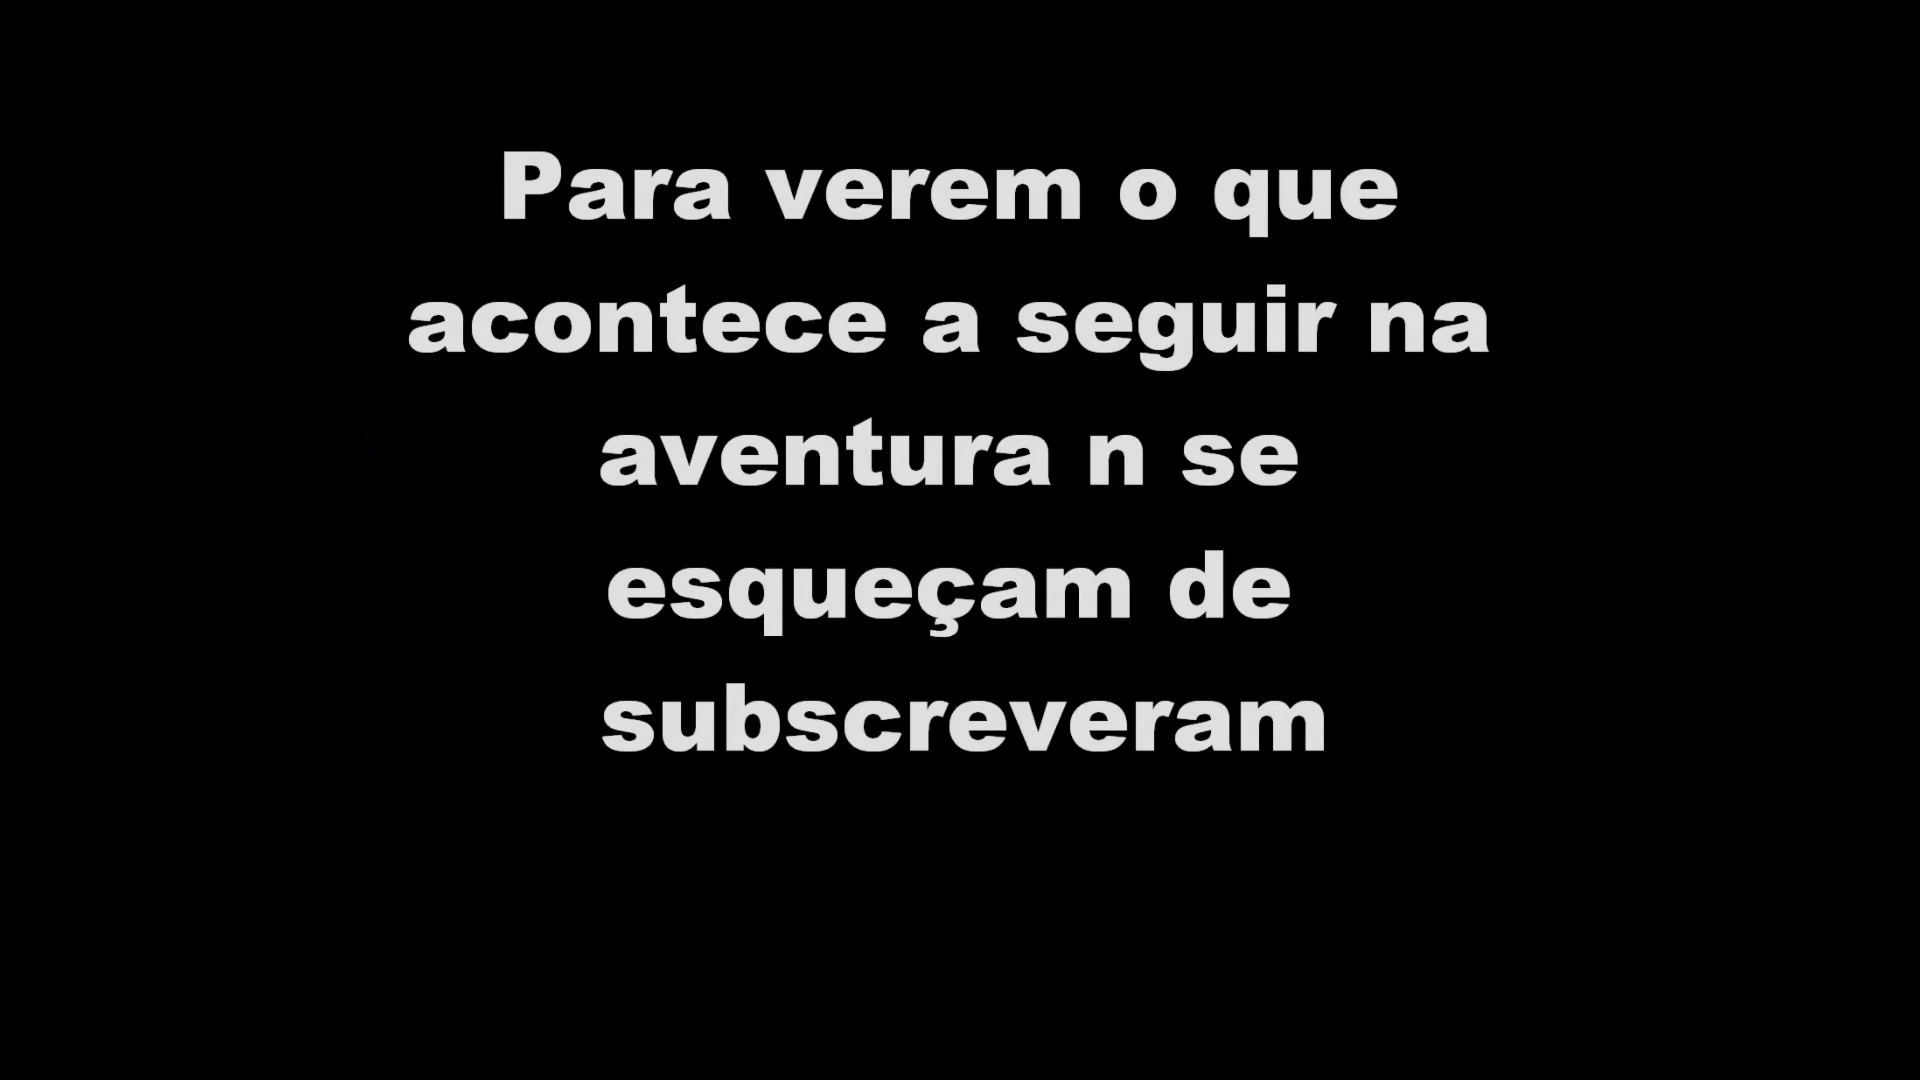 Para verem o que
acontece a seguir na
aventura n se
esqueçam de
subscreveram